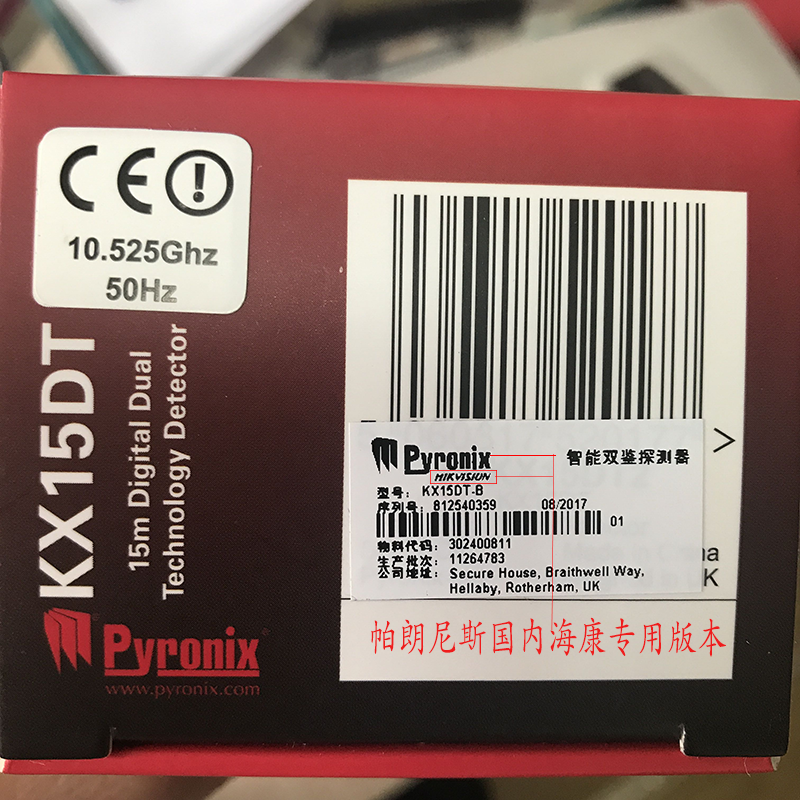 CE
10.525Ghz
50Hz
KX15DT
15m Digital Dual
Technology Detector
Pyronix
www.pyronix.com
Pyronix
HIKVISION
智能双鉴探测器
型号: KX15DT-B
序列号: 812540359 08/2017
01
物料代码: 302400811
生产批次: 11264783
公司地址: Secure House, Braithwell Way,
Hellaby, Rotherham, UK
帕朗尼斯国内海康专用版本